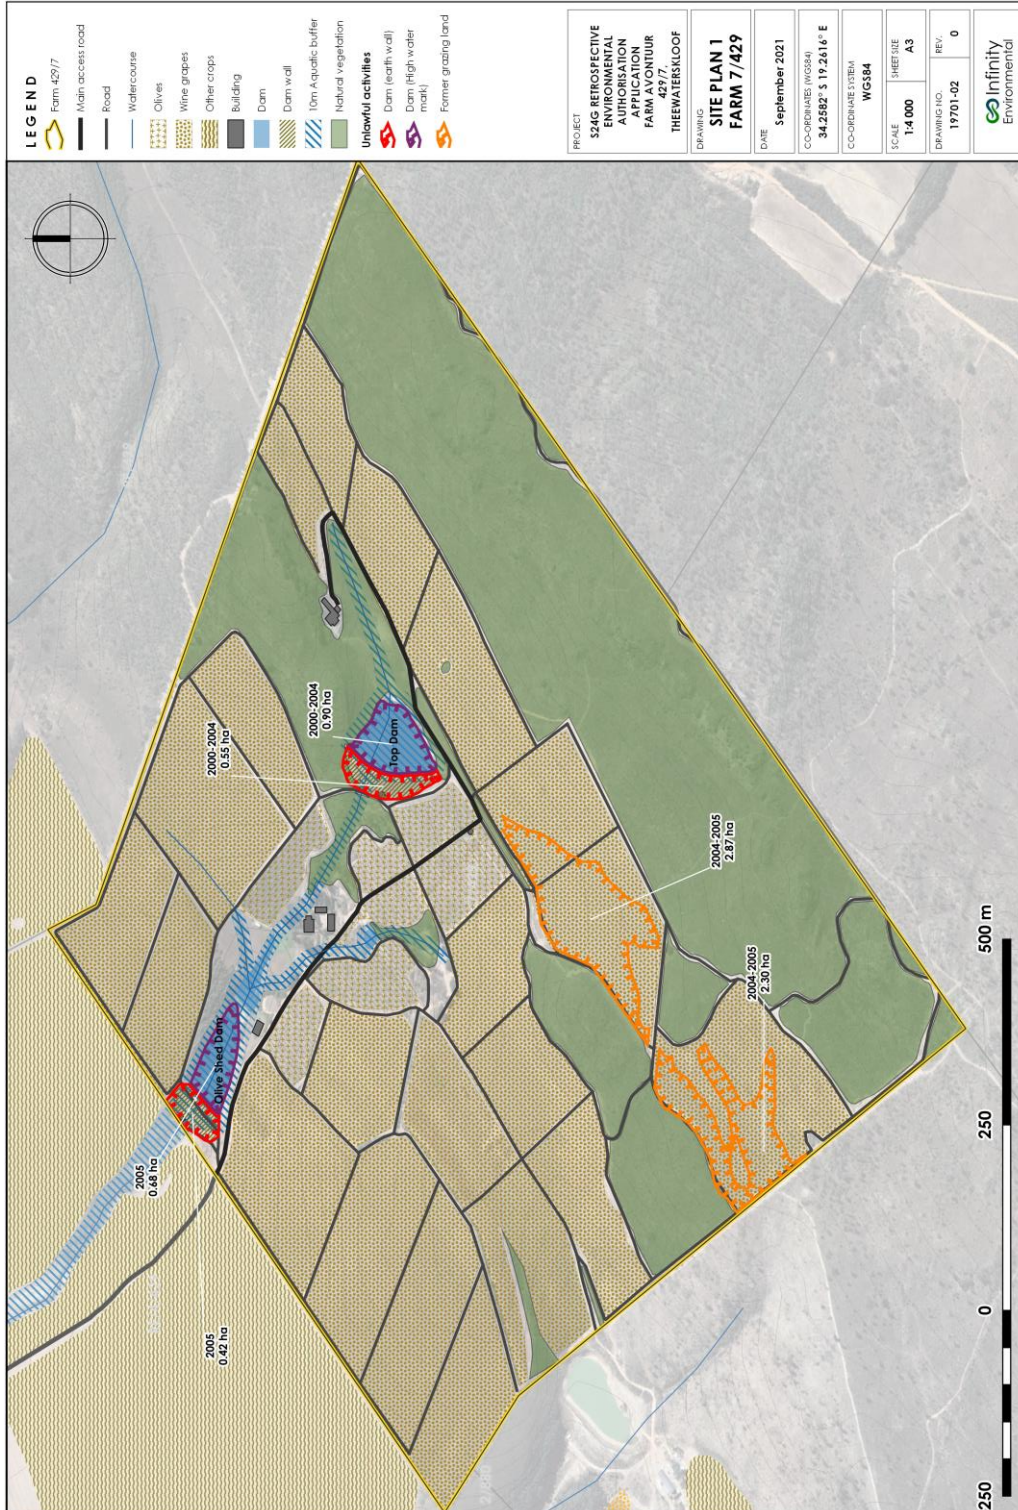 LEGEND
Farm 429/7
Main access road
Road
Watercourse
Olives
Wine grapes
Other crops
Building
Dam
Dam wall
10m Aquatic buffer
Natural vegetation
Unlawful activities
Dam (earth wall)
Dam (High water
mark)
Former grazing land
PROJECT
S24G RETROSPECTIVE
ENVIRONMENTAL
AUTHORISATION
APPLICATION
FARM AVONTUUR
429/7,
THEEWATERSKLOOF
DRAWING
SITE PLAN 1
FARM 7/429
DATE
September 2021
CO-ORDINATES (WGS84)
34.2582° S 19.2616° E
CO-ORDINATE SYSTEM
WGS84
SCALE
1:4 000
SHEET SIZE
A3
DRAWING NO.
19701-02
REV.
0
Infinity
Environmental
2005
0.68 ha
2005
0.42 ha
Olive Shed Dam
2000-2004
0.55 ha
2000-2004
0.90 ha
Top Dam
2004-2005
2.87 ha
2004-2005
2.30 ha
250
0
250
500 m